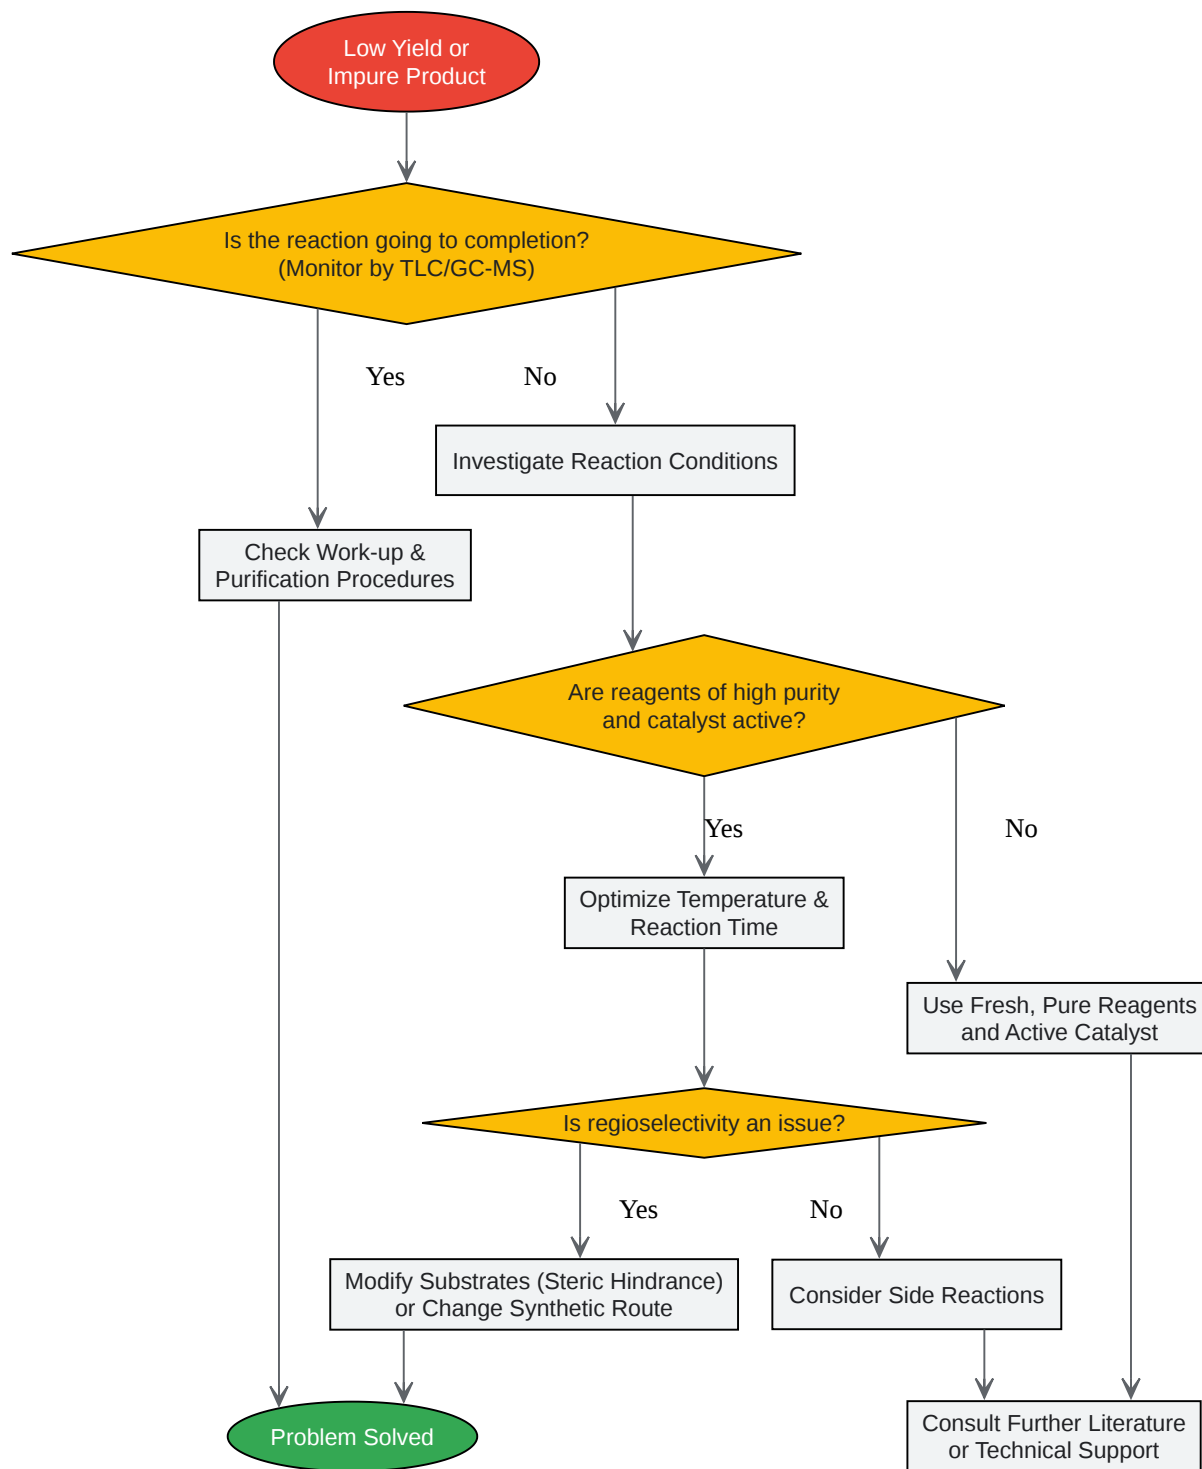 Low Yield or
Impure Product
Is the reaction going to completion?
(Monitor by TLC/GC-MS)
Yes
No
Investigate Reaction Conditions
Check Work-up &
Purification Procedures
Are reagents of high purity
and catalyst active?
Yes
No
Optimize Temperature &
Reaction Time
Use Fresh, Pure Reagents
and Active Catalyst
Is regioselectivity an issue?
Yes
No
Modify Substrates (Steric Hindrance)
or Change Synthetic Route
Consider Side Reactions
Problem Solved
Consult Further Literature
or Technical Support